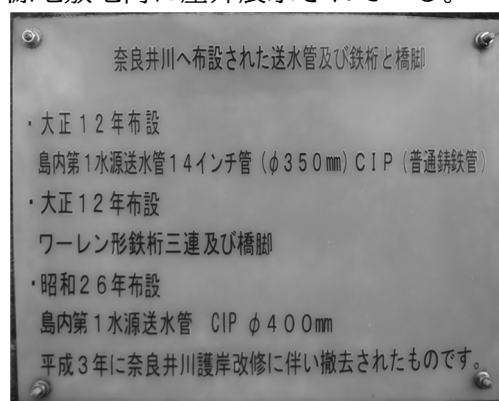 奈良井川へ布設された送水管及び鉄桁と橋脚
・大正12年布設
島内第1水源送水管14インチ管(φ350㎜)CIP(普通鋳鉄管)
・大正12年布設
ワーレン形鉄桁三連及び橋脚
・昭和26年布設
島内第1水源送水管 CIP φ400㎜
平成3年に奈良井川護岸改修に伴い撤去されたものです。